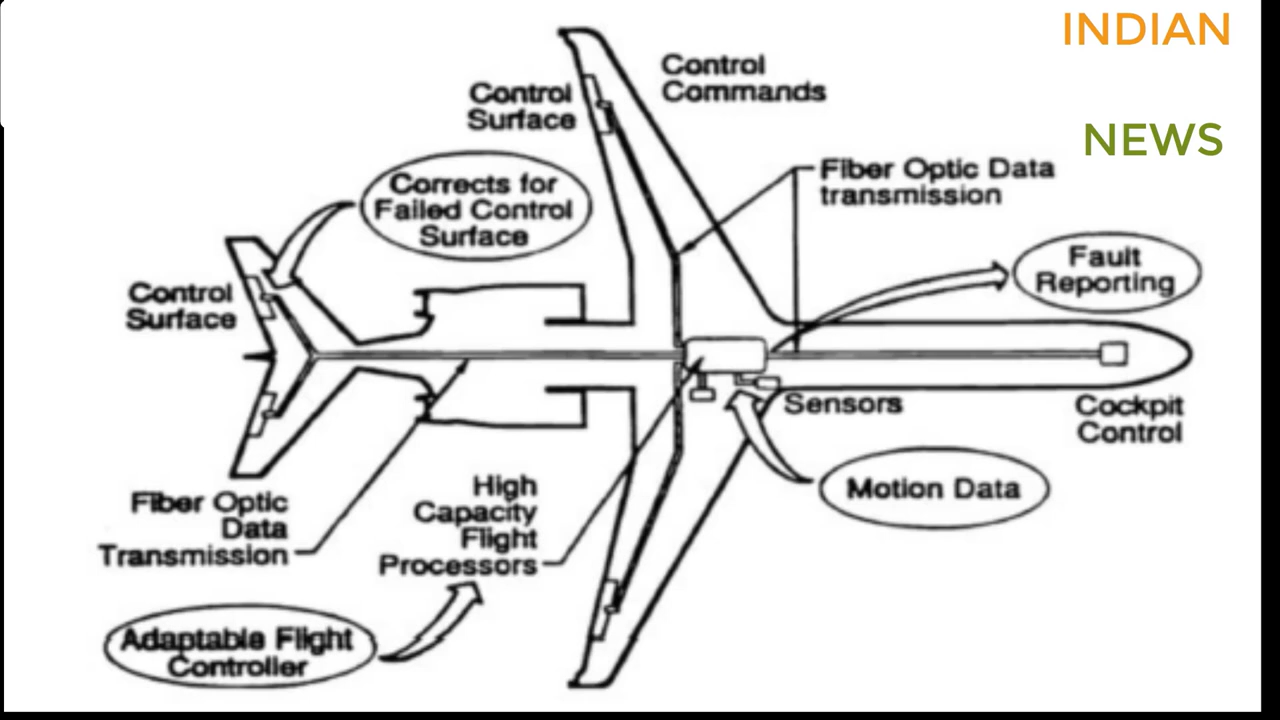 INDIAN
NEWS
Control
Commands
Control
Surface
Fiber Optic Data
transmission
Corrects for
Failed Control
Surface
Fault
Reporting
Control
Surface
Sensors
Cockpit
Control
Motion Data
High
Capacity
Flight
Processors
Fiber Optic
Data
Transmission
Adaptable Flight
Controller